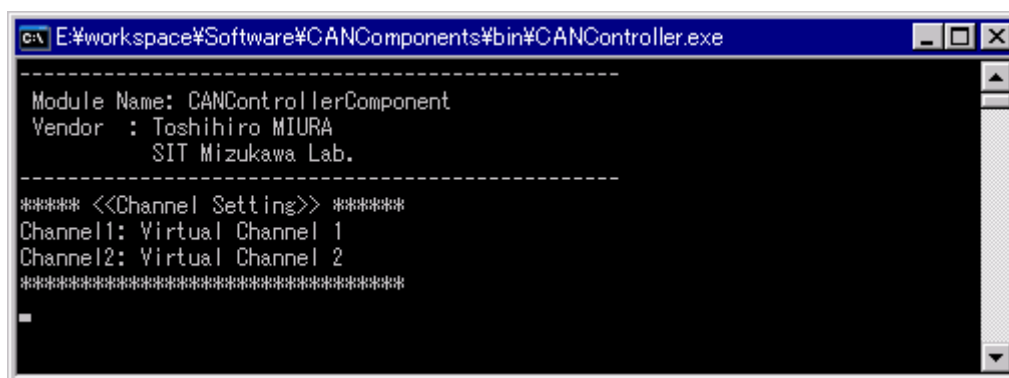 E:¥workspace¥Software¥CANComponents¥bin¥CANController.exe
--------------------------------------------------
Module Name: CANControllerComponent
Vendor : Toshihiro MIURA
SIT Mizukawa Lab.
--------------------------------------------------
***** <<Channel Setting>> ******
Channel1: Virtual Channel 1
Channel2: Virtual Channel 2
********************************